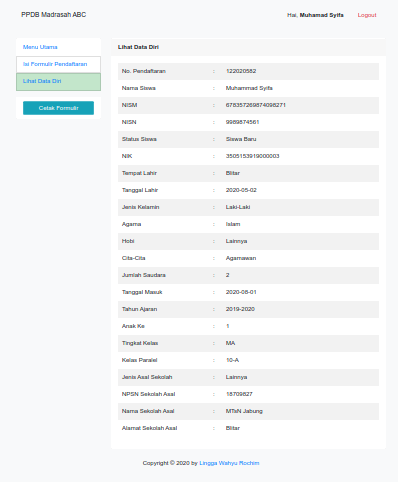 PPDB Madrasah ABC
Hai, Muhamad Syifa Logout
Menu Utama
Isi Formulir Pendaftaran
Lihat Data Diri
Cetak Formulir
Lihat Data Diri
No. Pendaftaran : 122020582
Nama Siswa : Muhammad Syifa
NISM : 678357269874098271
NISN : 9989874561
Status Siswa : Siswa Baru
NIK : 3505153919000003
Tempat Lahir : Blitar
Tanggal Lahir : 2020-05-02
Jenis Kelamin : Laki-Laki
Agama : Islam
Hobi : Lainnya
Cita-Cita : Agamawan
Jumlah Saudara : 2
Tanggal Masuk : 2020-08-01
Tahun Ajaran : 2019-2020
Anak Ke : 1
Tingkat Kelas : MA
Kelas Paralel : 10-A
Jenis Asal Sekolah : Lainnya
NPSN Sekolah Asal : 18709827
Nama Sekolah Asal : MTsN Jabung
Alamat Sekolah Asal : Blitar
Copyright © 2020 by Lingga Wahyu Rochim